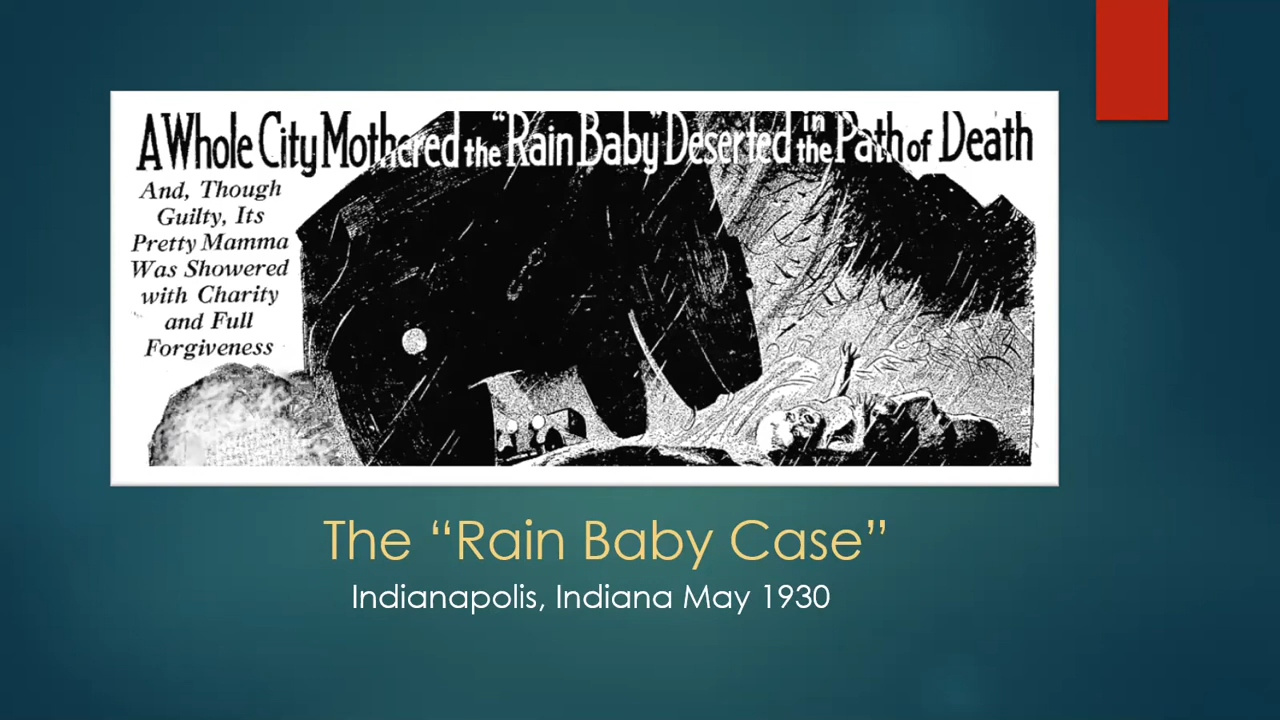 A Whole City Mothered the "Rain Baby" Deserted in the Path of Death
And, Though
Guilty, Its
Pretty Mamma
Was Showered
with Charity
and Full
Forgiveness
The “Rain Baby Case”
Indianapolis, Indiana May 1930